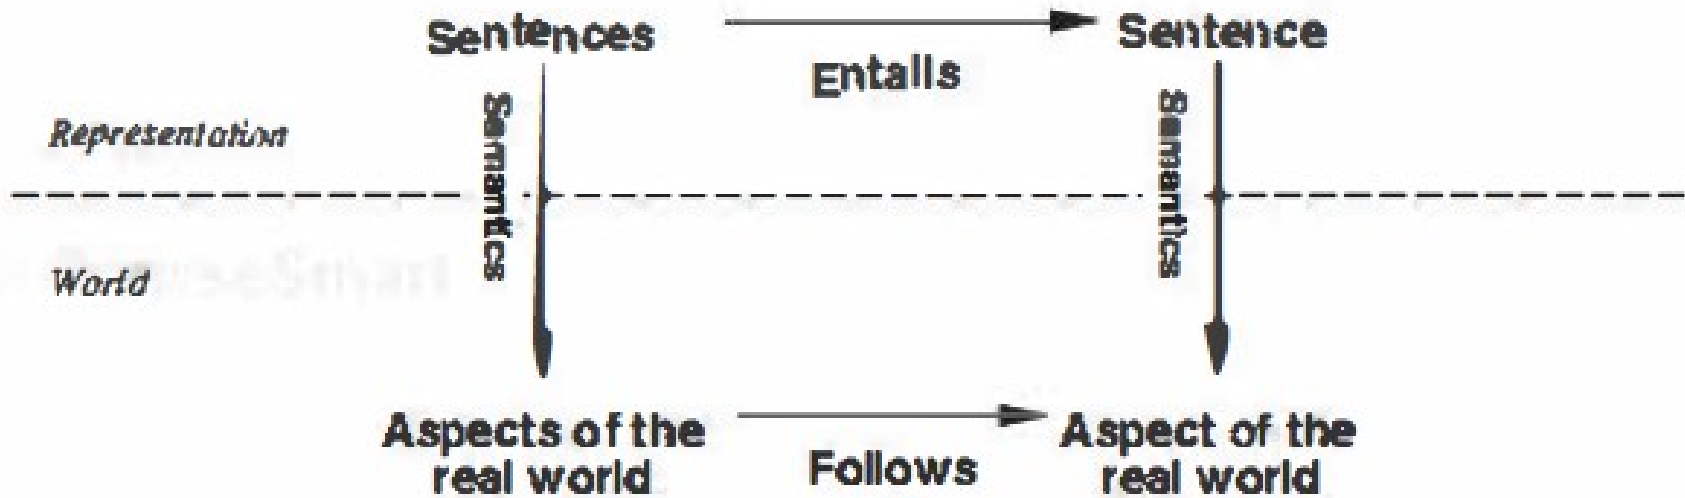 Sentences
Sentence
Entails
Semantics
Semantics
Representation
World
Aspects of the
real world
Follows
Aspect of the
real world